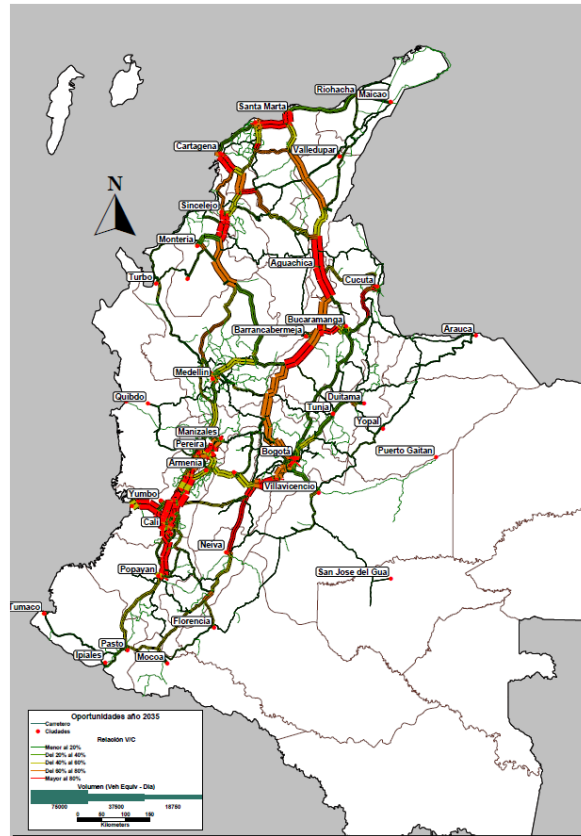 Riohacha
Maicao
Santa Marta
Cartagena
Valledupar
N
Sincelejo
Monteria
Aguachica
Turbo
Cucuta
Bucaramanga
Barrancabermeja
Arauca
Medellin
Quibdo
Duitama
Tunja
Yopal
Manizales
Pereira
Bogotá
Puerto Gaitan
Armenia
Villavicencio
Yumbo
Cali
Neiva
Popayan
San Jose del Gua
Tumaco
Florencia
Pasto
Ipiales
Mocoa
Oportunidades año 2035
Carretero
Ciudades
Relación V/C
Menor al 20%
Del 20% al 40%
Del 40% al 60%
Del 60% al 80%
Mayor al 80%
Volumen (Veh Equiv - Dia)
75000 37500 18750
0 60 120 180
Kilometers